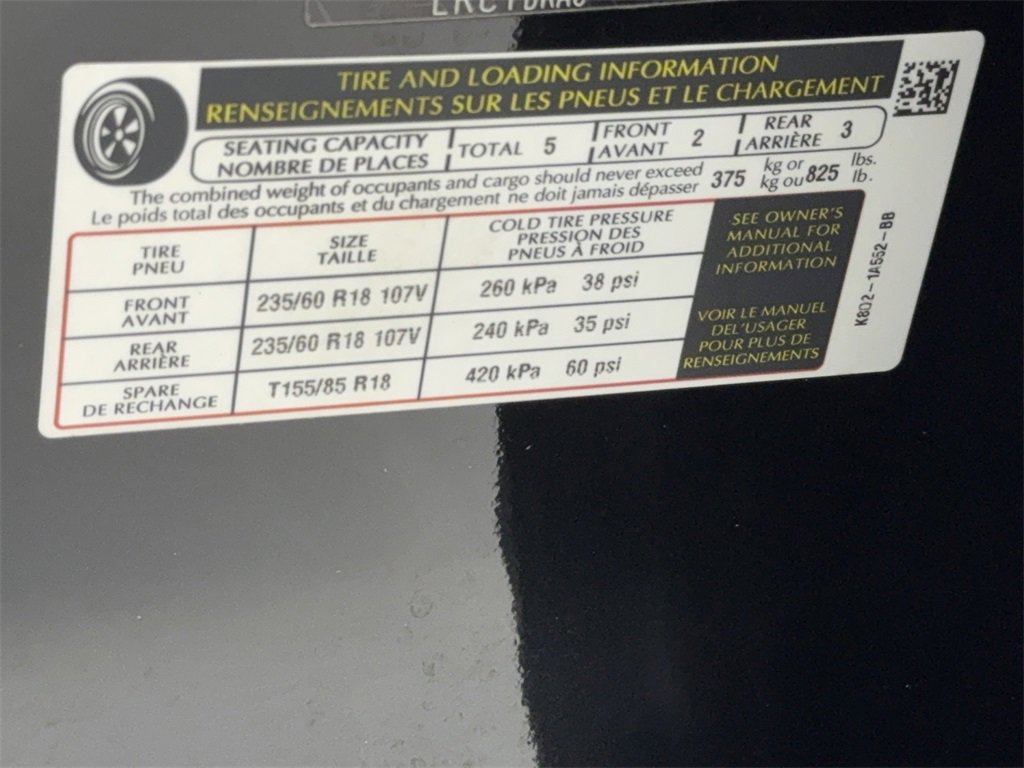 TIRE AND LOADING INFORMATION
RENSEIGNEMENTS SUR LES PNEUS ET LE CHARGEMENT
SEATING CAPACITY
NOMBRE DE PLACES
TOTAL 5
FRONT
AVANT
2
REAR
ARRIÈRE
3
The combined weight of occupants and cargo should never exceed
Le poids total des occupants et du chargement ne doit jamais dépasser
375
kg or
kg ou
825
lbs.
lb.
TIRE
PNEU
SIZE
TAILLE
COLD TIRE PRESSURE
PRESSION DES
PNEUS À FROID
FRONT
AVANT
235/60 R18 107V
260 kPa 38 psi
REAR
ARRIÈRE
235/60 R18 107V
240 kPa 35 psi
SPARE
DE RECHANGE
T155/85 R18
420 kPa 60 psi
SEE OWNER'S
MANUAL FOR
ADDITIONAL
INFORMATION
VOIR LE MANUEL
DEL'USAGER
POUR PLUS DE
RENSEIGNEMENTS
K802-1A552-BB